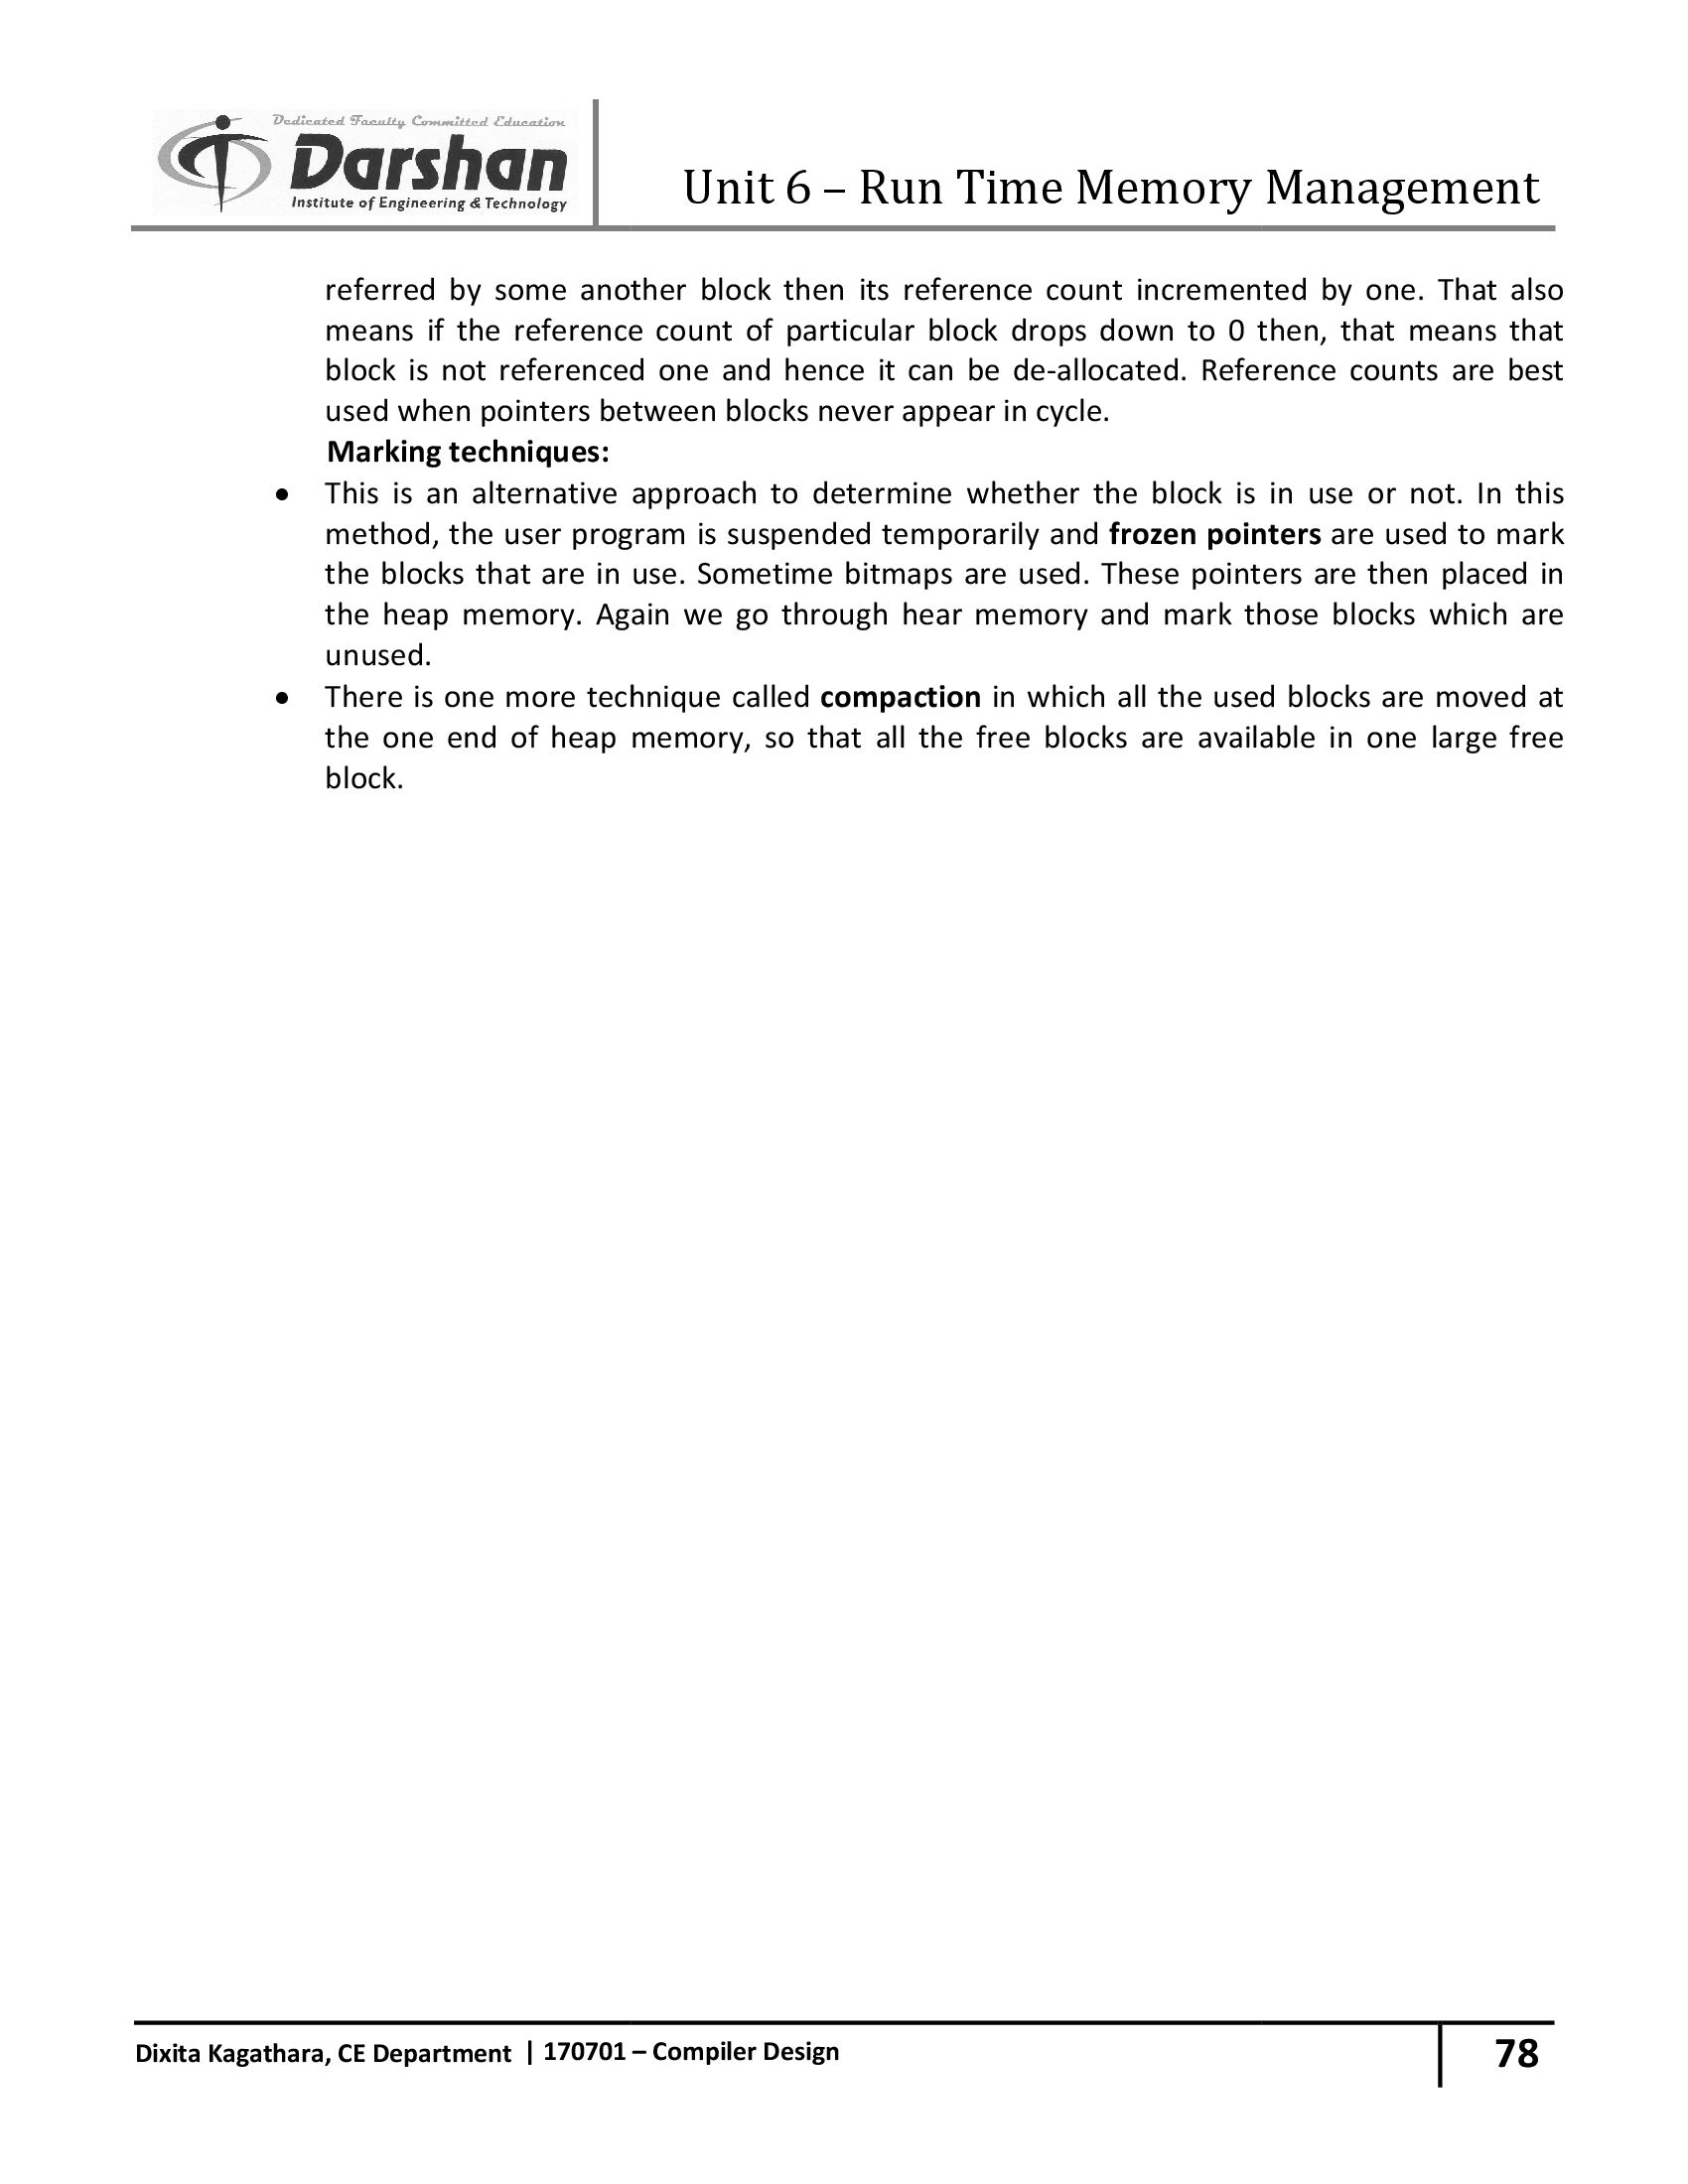 Dedicated Faculty Committed Education
Darshan
Institute of Engineering & Technology
Unit 6 – Run Time Memory Management
referred by some another block then its reference count incremented by one. That also
means if the reference count of particular block drops down to 0 then, that means that
block is not referenced one and hence it can be de-allocated. Reference counts are best
used when pointers between blocks never appear in cycle.
Marking techniques:
• This is an alternative approach to determine whether the block is in use or not. In this
method, the user program is suspended temporarily and frozen pointers are used to mark
the blocks that are in use. Sometime bitmaps are used. These pointers are then placed in
the heap memory. Again we go through hear memory and mark those blocks which are
unused.
• There is one more technique called compaction in which all the used blocks are moved at
the one end of heap memory, so that all the free blocks are available in one large free
block.
Dixita Kagathara, CE Department | 170701 – Compiler Design
78